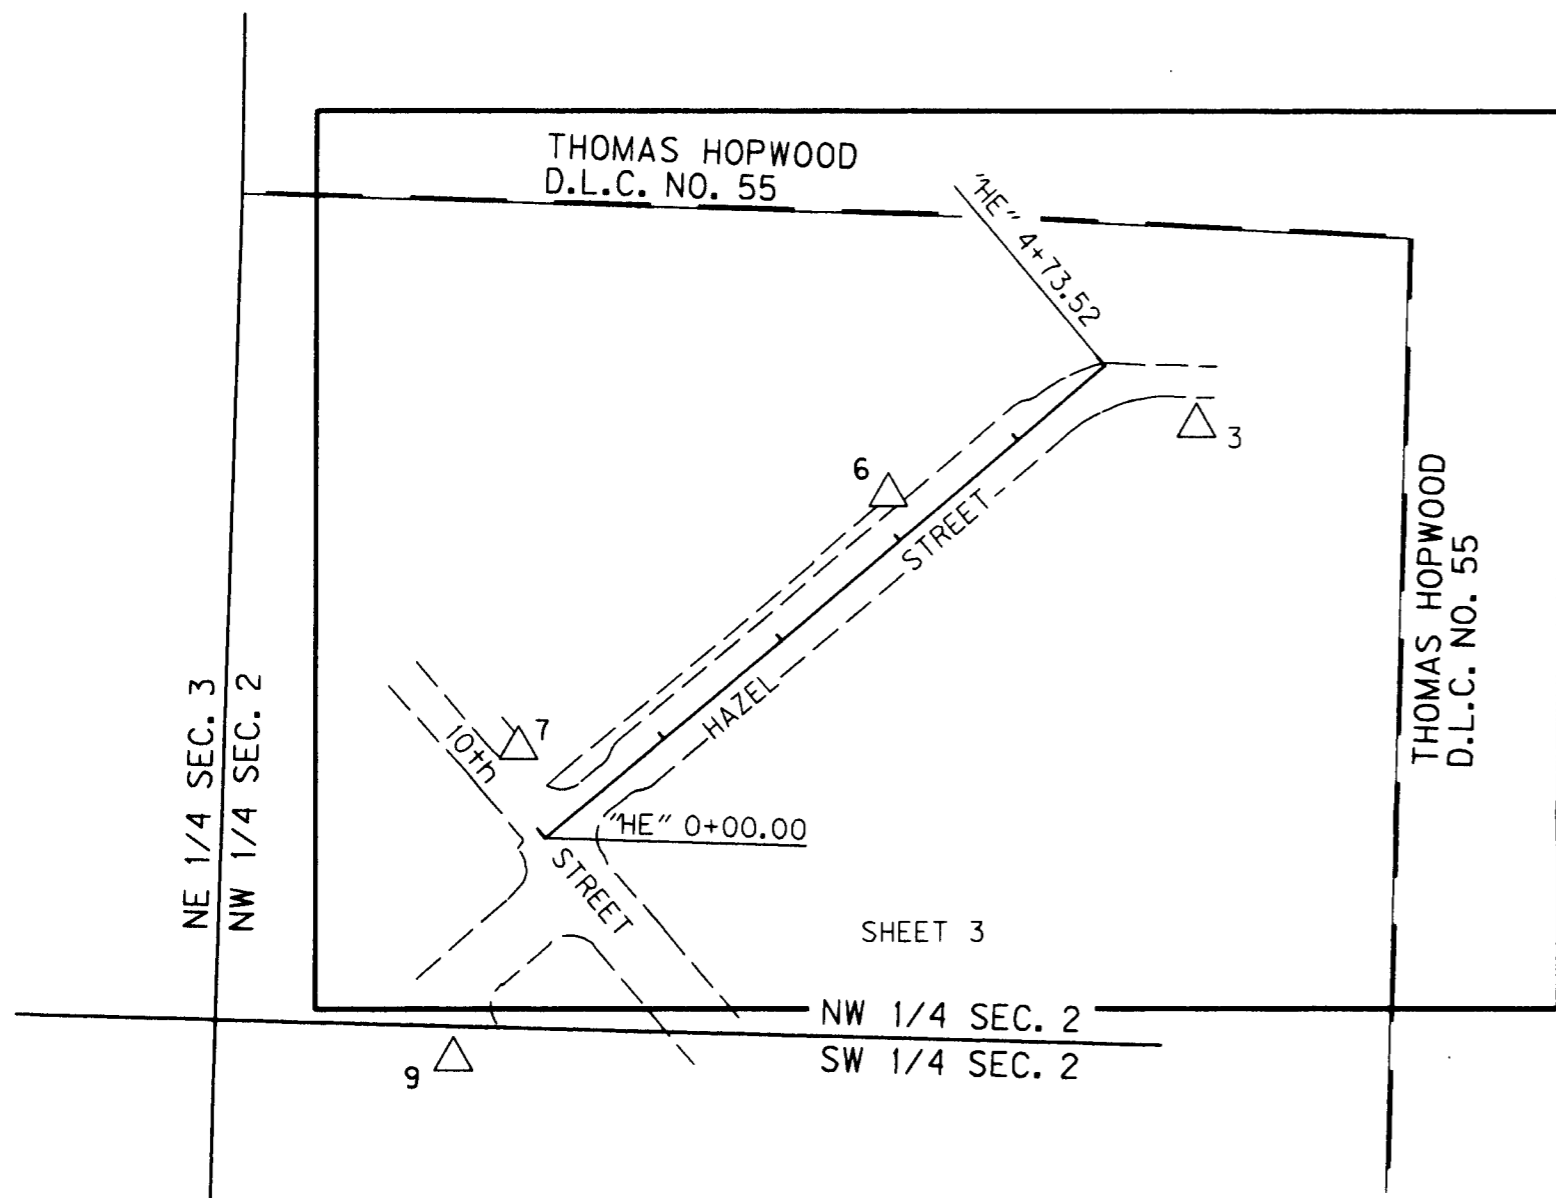 THOMAS HOPWOOD
D.L.C. NO. 55
"HE" 4+73.52
3
6
STREET
HAZEL
THOMAS HOPWOOD
D.L.C. NO. 55
7
10th
NE 1/4 SEC. 3
NW 1/4 SEC. 2
"HE" 0+00.00
STREET
SHEET 3
NW 1/4 SEC. 2
SW 1/4 SEC. 2
9